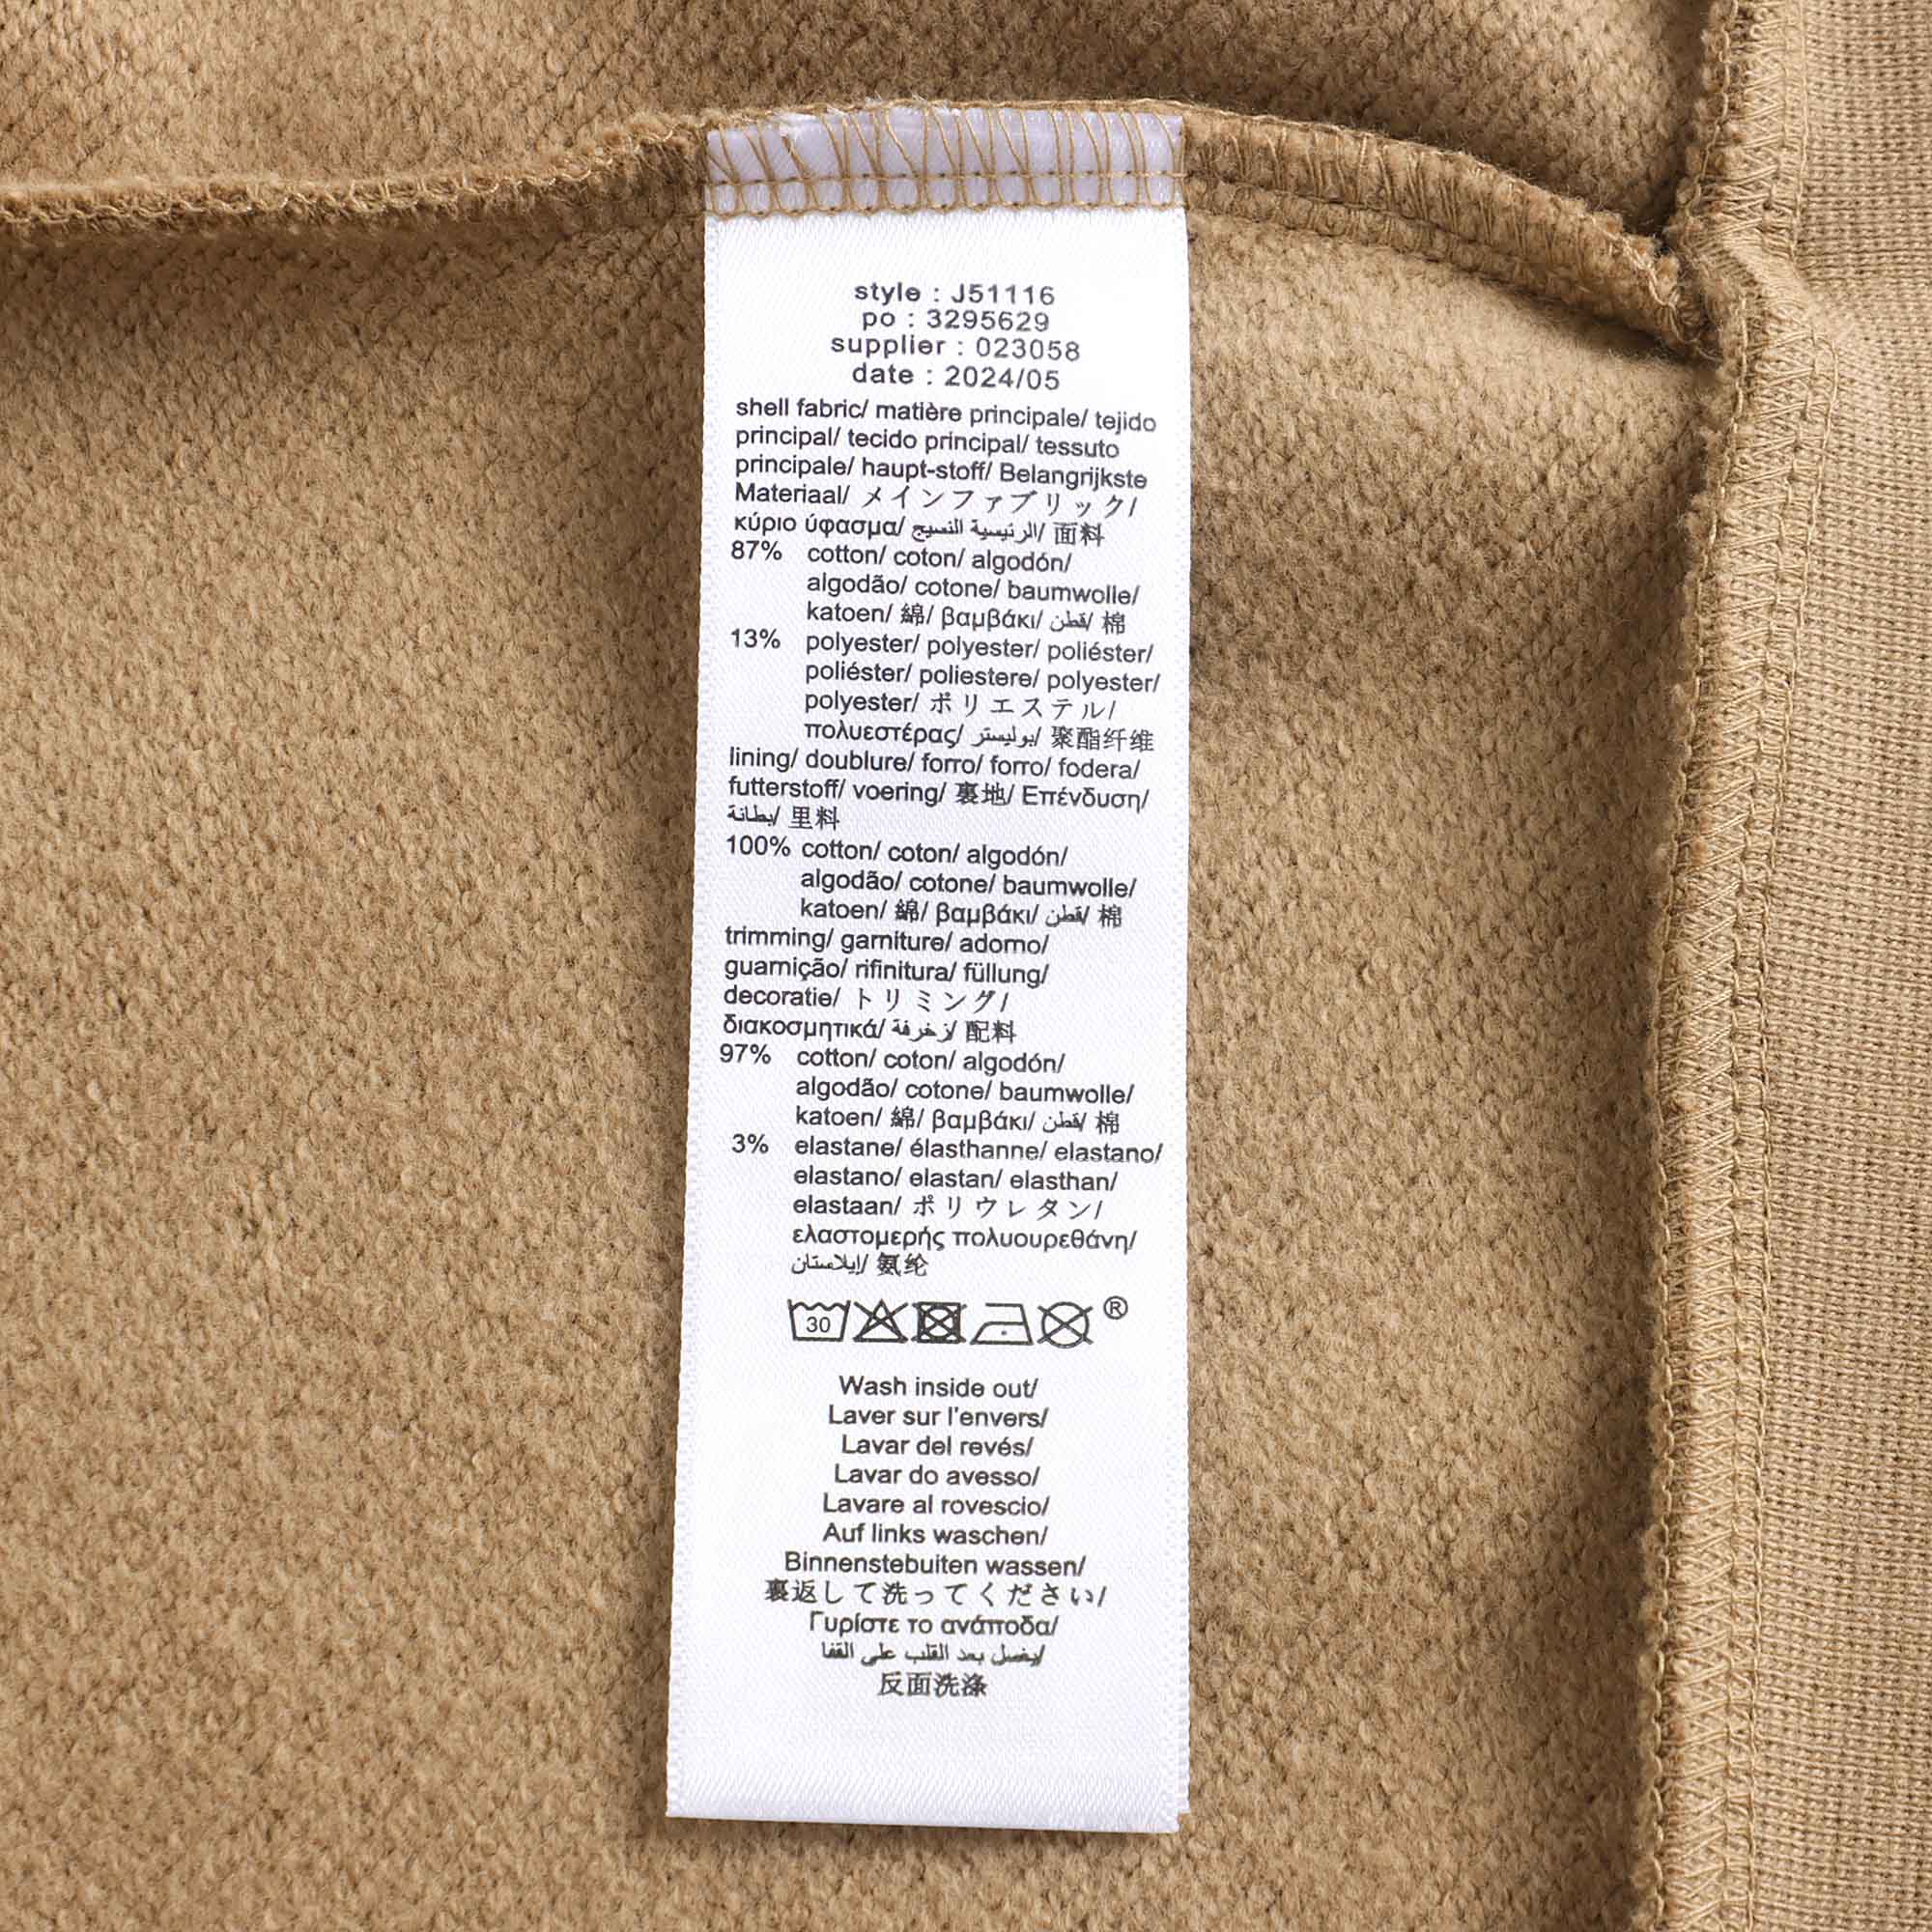 style : J51116
po : 3295629
supplier : 023058
date : 2024/05
shell fabric/ matière principale/ tejido
principal/ tecido principal/ tessuto
principale/ haupt-stoff/ Belangrijkste
Materiaal/ メインファブリック/
κύριο ύφασμα/ الرئيسية النسيج/ 面料
87% cotton/ coton/ algodón/
algodão/ cotone/ baumwolle/
katoen/ 綿/ βαμβάκι/ قطن/ 棉
13% polyester/ polyester/ poliéster/
poliéster/ poliestere/ polyester/
polyester/ ポリエステル/
πολυεστέρας/ بوليستر/ 聚酯纤维
lining/ doublure/ forro/ forro/ fodera/
futterstoff/ voering/ 裏地/ Επένδυση/
بطانة/ 里料
100% cotton/ coton/ algodón/
algodão/ cotone/ baumwolle/
katoen/ 綿/ βαμβάκι/ قطن/ 棉
trimming/ garniture/ adorno/
guarnição/ rifinitura/ füllung/
decoratie/ トリミング/
διακοσμητικά/ زخرفة/ 配料
97% cotton/ coton/ algodón/
algodão/ cotone/ baumwolle/
katoen/ 綿/ βαμβάκι/ قطن/ 棉
3% elastane/ élasthanne/ elastano/
elastano/ elastan/ elasthan/
elastaan/ ポリウレタン/
ελαστομερής πολυουρεθάνη/
إيلاستان/ 氨纶
30 ®
Wash inside out/
Laver sur l'envers/
Lavar del revés/
Lavar do avesso/
Lavare al rovescio/
Auf links waschen/
Binnenstebuiten wassen/
裏返して洗ってください/
Γυρίστε το ανάποδα/
يغسل بعد القلب على القفا/
反面洗涤